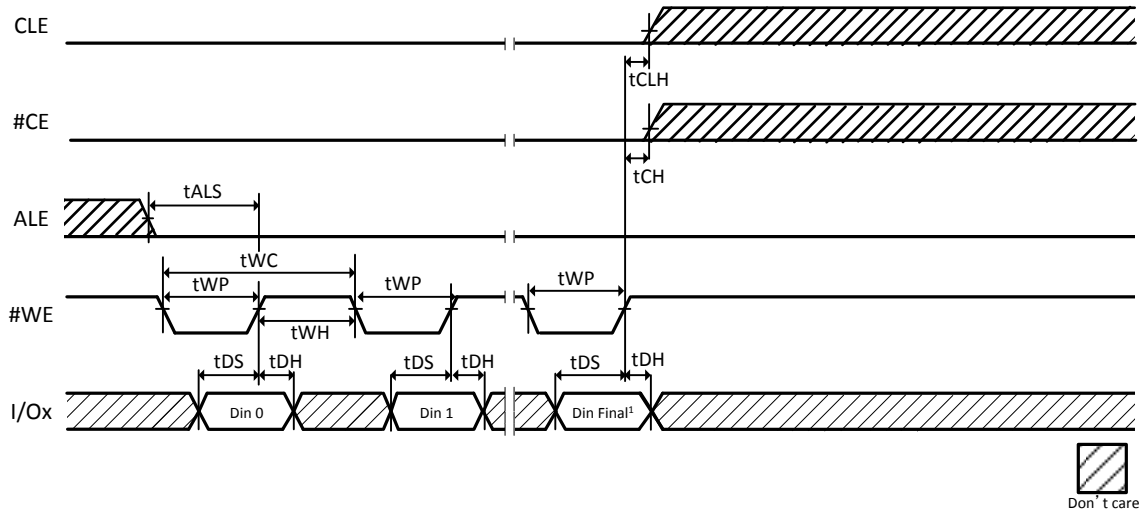 CLE
tCLH
#CE
tCH
ALE
tALS
#WE
tWC
tWP
tWP
tWP
tWH
I/Ox
tDS
tDH
tDS
tDH
tDS
tDH
Din 0
Din 1
Din Final¹
Don't care